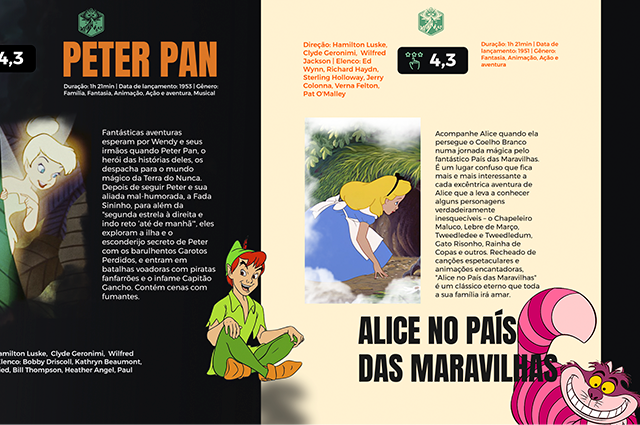 4,3
PETER PAN
Duração: 1h 21min | Data de lançamento: 1953 | Gênero:
Família, Fantasia, Animação, Ação e aventura, Musical
Fantásticas aventuras
esperam por Wendy e seus
irmãos quando Peter Pan, o
herói das histórias deles, os
despacha para o mundo
mágico da Terra do Nunca.
Depois de seguir Peter e sua
aliada mal-humorada, a Fada
Sininho, para além da
"segunda estrela à direita e
indo reto 'até de manhã'", eles
exploram a ilha e o
esconderijo secreto de Peter
com os barulhentos Garotos
Perdidos, e entram em
batalhas voadoras com piratas
fanfarrões e o infame Capitão
Gancho. Contém cenas com
fumantes.
amilton Luske, Clyde Geronimi, Wilfred
Elenco: Bobby Driscoll, Kathryn Beaumont,
ied, Bill Thompson, Heather Angel, Paul
Direção: Hamilton Luske,
Clyde Geronimi, Wilfred
Jackson | Elenco: Ed
Wynn, Richard Haydn,
Sterling Holloway, Jerry
Colonna, Verna Felton,
Pat O'Malley
4,3
Duração: 1h 21min | Data de
lançamento: 1951 | Gênero:
Fantasia, Animação, Ação e
aventura
Acompanhe Alice quando ela
persegue o Coelho Branco
numa jornada mágica pelo
fantástico País das Maravilhas.
É um lugar confuso que fica
mais e mais interessante a
cada excêntrica aventura de
Alice que a leva a conhecer
alguns personagens
verdadeiramente
inesquecíveis - o Chapeleiro
Maluco, Lebre de Março,
Tweedledee e Tweedledum,
Gato Risonho, Rainha de
Copas e outros. Recheado de
canções espetaculares e
animações encantadoras,
"Alice no País das Maravilhas"
é um clássico eterno que toda
a sua família irá amar.
ALICE NO PAÍS
DAS MARAVILHAS